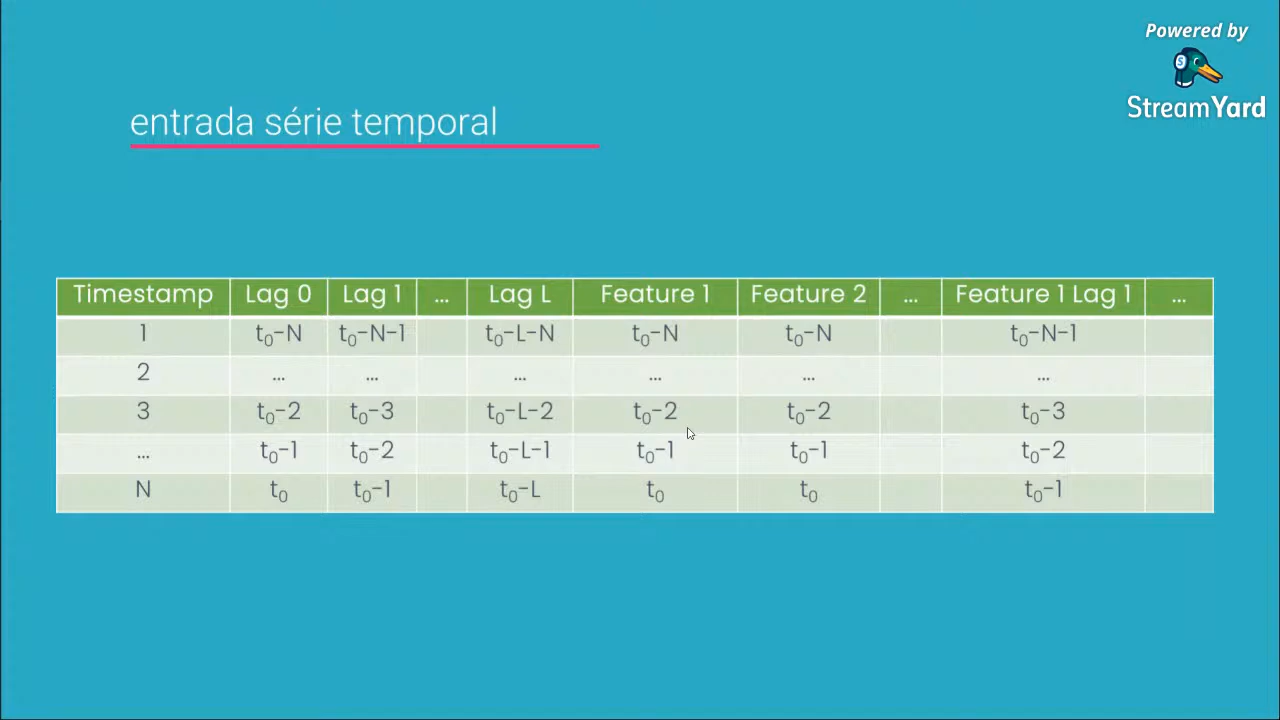 Powered by
StreamYard
entrada série temporal
Timestamp Lag 0 Lag 1 ... Lag L Feature 1 Feature 2 ... Feature 1 Lag 1 ...
1 t₀-N t₀-N-1 t₀-L-N t₀-N t₀-N t₀-N-1
2 ... ... ... ... ... ...
3 t₀-2 t₀-3 t₀-L-2 t₀-2 t₀-2 t₀-3
... t₀-1 t₀-2 t₀-L-1 t₀-1 t₀-1 t₀-2
N t₀ t₀-1 t₀-L t₀ t₀ t₀-1